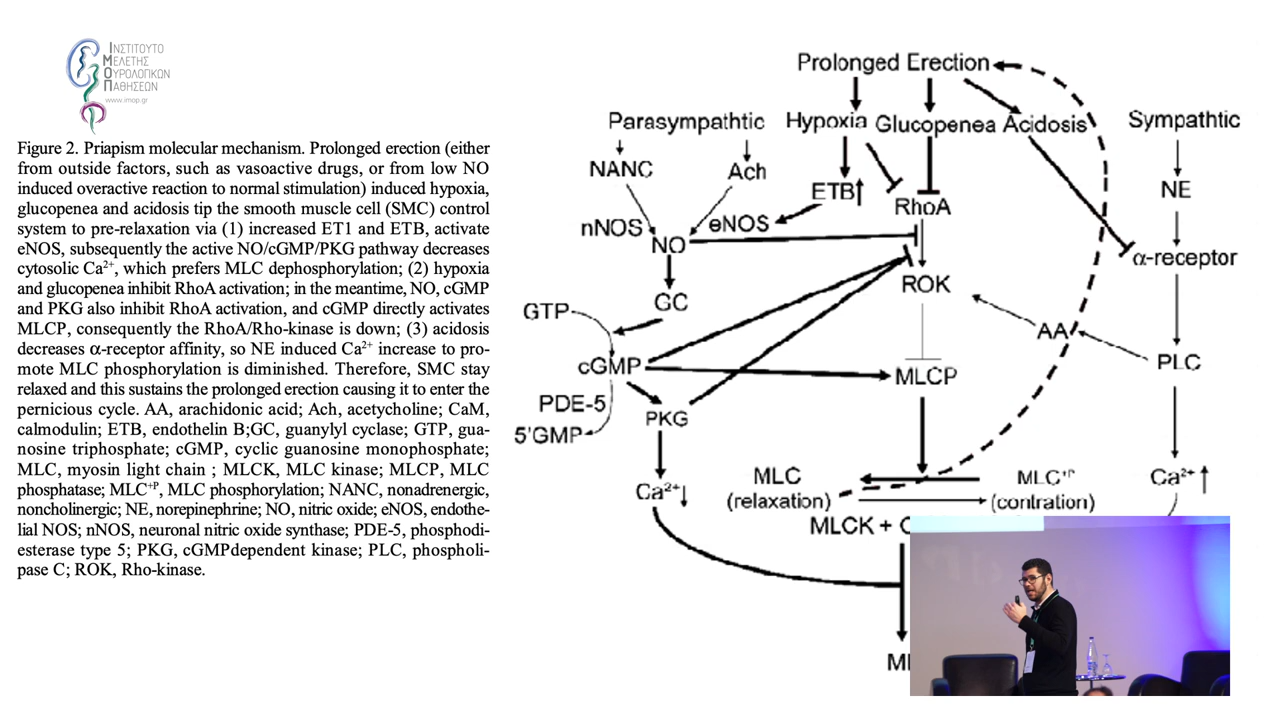 ΙΝΣΤΙΤΟΥΤΟ
ΜΕΛΕΤΗΣ
ΟΥΡΟΛΟΓΙΚΩΝ
ΠΑΘΗΣΕΩΝ
www.imop.gr
Figure 2. Priapism molecular mechanism. Prolonged erection (either
from outside factors, such as vasoactive drugs, or from low NO
induced overactive reaction to normal stimulation) induced hypoxia,
glucopenea and acidosis tip the smooth muscle cell (SMC) control
system to pre-relaxation via (1) increased ET1 and ETB, activate
eNOS, subsequently the active NO/cGMP/PKG pathway decreases
cytosolic Ca²⁺, which prefers MLC dephosphorylation; (2) hypoxia
and glucopenea inhibit RhoA activation; in the meantime, NO, cGMP
and PKG also inhibit RhoA activation, and cGMP directly activates
MLCP, consequently the RhoA/Rho-kinase is down; (3) acidosis
decreases α-receptor affinity, so NE induced Ca²⁺ increase to pro-
mote MLC phosphorylation is diminished. Therefore, SMC stay
relaxed and this sustains the prolonged erection causing it to enter the
pernicious cycle. AA, arachidonic acid; Ach, acetycholine; CaM,
calmodulin; ETB, endothelin B;GC, guanylyl cyclase; GTP, gua-
nosine triphosphate; cGMP, cyclic guanosine monophosphate;
MLC, myosin light chain ; MLCK, MLC kinase; MLCP, MLC
phosphatase; MLC⁺ᴾ, MLC phosphorylation; NANC, nonadrenergic,
noncholinergic; NE, norepinephrine; NO, nitric oxide; eNOS, endothe-
lial NOS; nNOS, neuronal nitric oxide synthase; PDE-5, phosphodi-
esterase type 5; PKG, cGMPdependent kinase; PLC, phospholi-
pase C; ROK, Rho-kinase.
Prolonged Erection
Parasympathtic
Hypoxia
Glucopenea
Acidosis
Sympathtic
NANC
Ach
ETB↑
NE
RhoA
nNOS
eNOS
NO
α-receptor
ROK
GC
GTP
AA
cGMP
MLCP
PLC
PDE-5
PKG
5'GMP
MLC
(relaxation)
MLC⁺ᴾ
(contration)
Ca²⁺↓
Ca²⁺↑
MLCK +